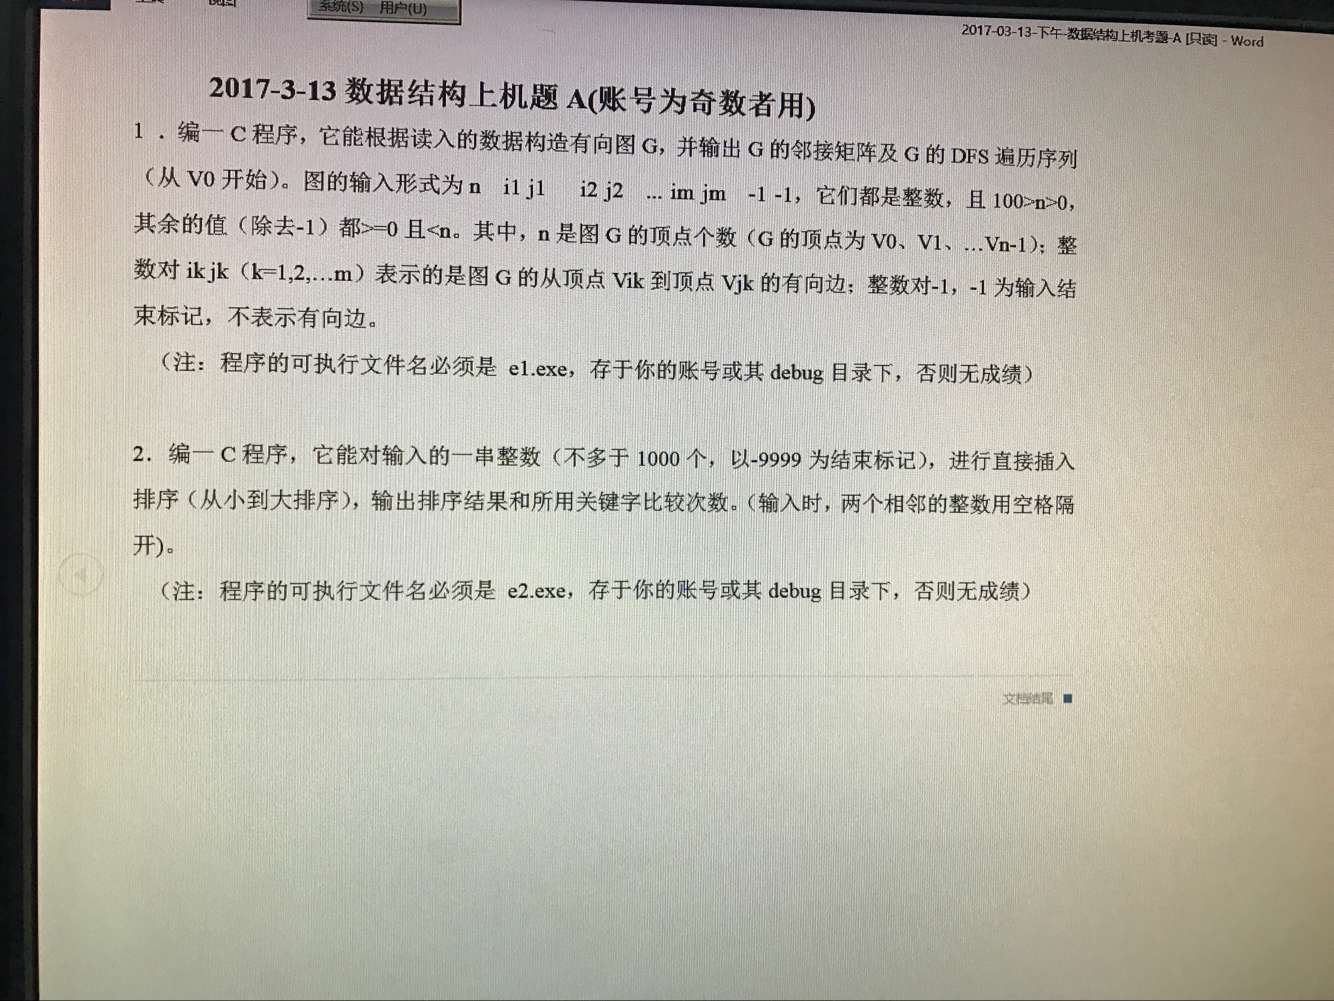 视图
系统(S) 用户(U)
2017-03-13-下午-数据结构上机考题-A [只读] - Word
2017-3-13 数据结构上机题 A(账号为奇数者用)
1 ．编一 C 程序，它能根据读入的数据构造有向图 G，并输出 G 的邻接矩阵及 G 的 DFS 遍历序列
（从 V0 开始）。图的输入形式为 n i1 j1 i2 j2 ... im jm -1 -1，它们都是整数，且 100>n>0，
其余的值（除去-1）都>=0 且<n。其中，n 是图 G 的顶点个数（G 的顶点为 V0、V1、…Vn-1）；整
数对 ik jk（k=1,2,…m）表示的是图 G 的从顶点 Vik 到顶点 Vjk 的有向边；整数对-1，-1 为输入结
束标记，不表示有向边。
（注：程序的可执行文件名必须是 e1.exe，存于你的账号或其 debug 目录下，否则无成绩）
2．编一 C 程序，它能对输入的一串整数（不多于 1000 个，以-9999 为结束标记），进行直接插入
排序（从小到大排序），输出排序结果和所用关键字比较次数。（输入时，两个相邻的整数用空格隔
开)。
（注：程序的可执行文件名必须是 e2.exe，存于你的账号或其 debug 目录下，否则无成绩）
文档结尾